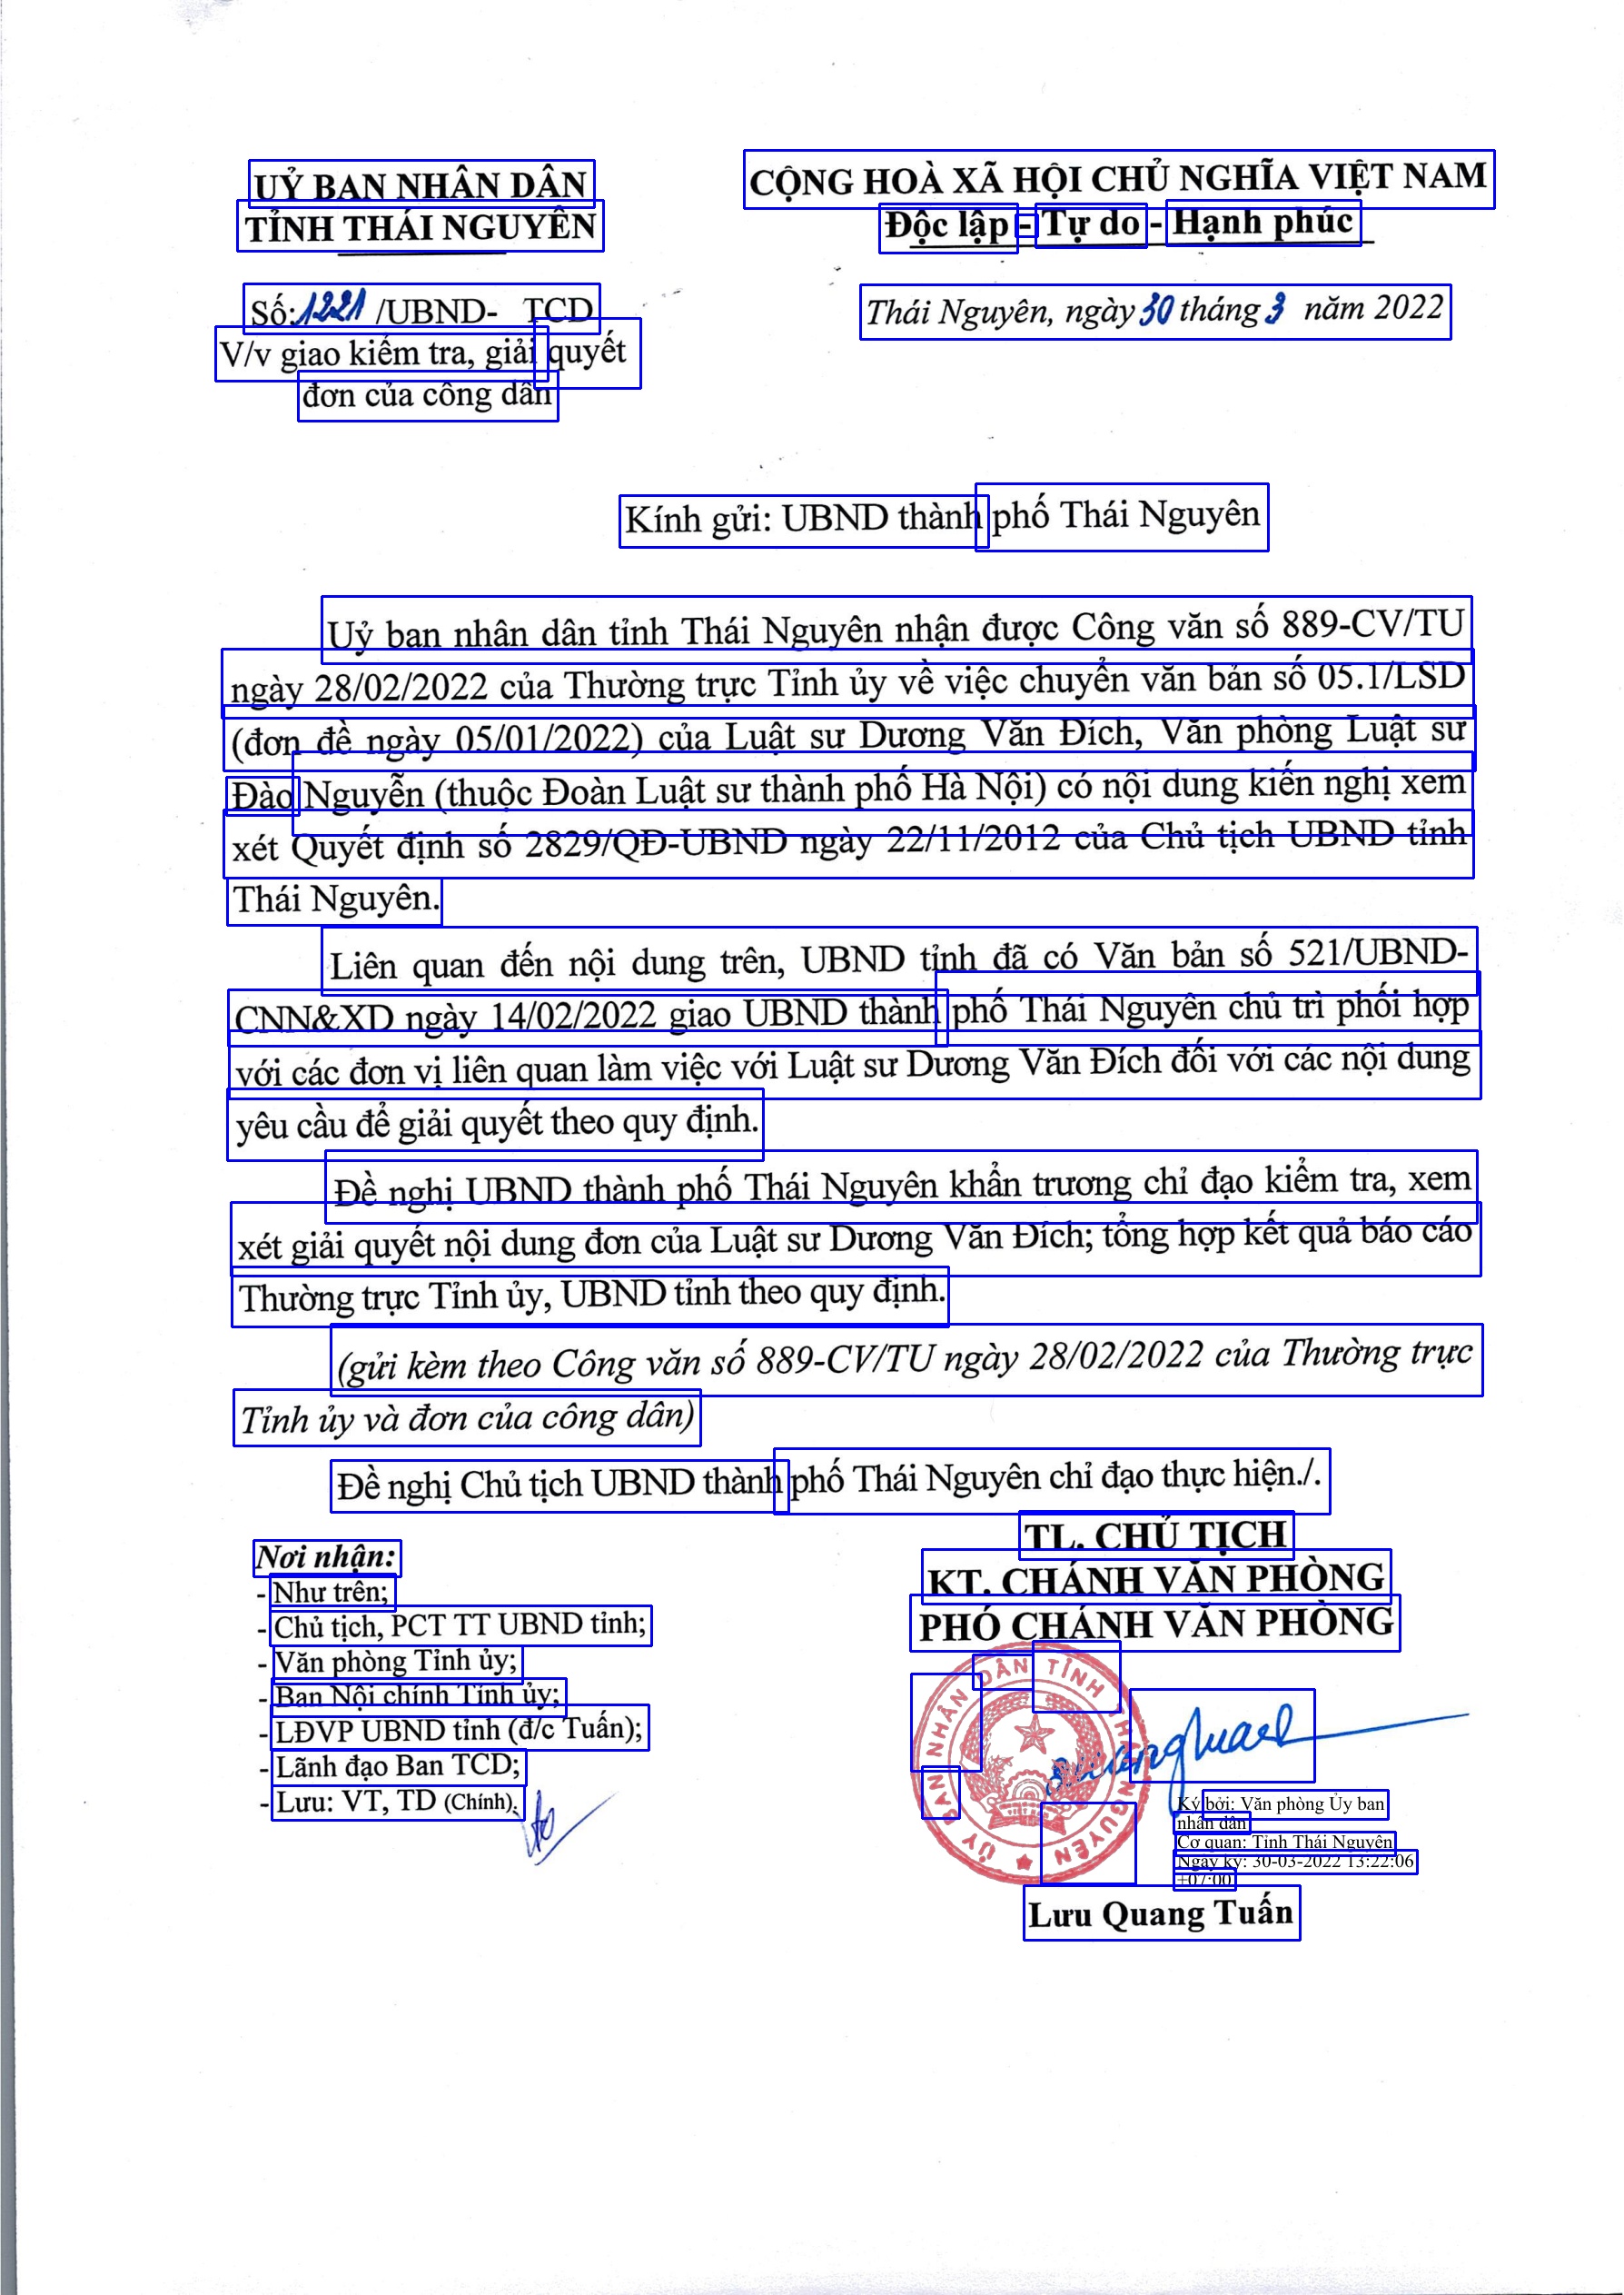 UỶ BAN NHÂN DÂN
TỈNH THÁI NGUYÊN
Số: 1221 /UBND- TCD
V/v giao kiểm tra, giải quyết
đơn của công dân
CỘNG HOÀ XÃ HỘI CHỦ NGHĨA VIỆT NAM
Độc lập - Tự do - Hạnh phúc
Thái Nguyên, ngày 30 tháng 3 năm 2022
Kính gửi: UBND thành phố Thái Nguyên
Uỷ ban nhân dân tỉnh Thái Nguyên nhận được Công văn số 889-CV/TU
ngày 28/02/2022 của Thường trực Tỉnh ủy về việc chuyển văn bản số 05.1/LSD
(đơn đề ngày 05/01/2022) của Luật sư Dương Văn Đích, Văn phòng Luật sư
Đào Nguyễn (thuộc Đoàn Luật sư thành phố Hà Nội) có nội dung kiến nghị xem
xét Quyết định số 2829/QĐ-UBND ngày 22/11/2012 của Chủ tịch UBND tỉnh
Thái Nguyên.
Liên quan đến nội dung trên, UBND tỉnh đã có Văn bản số 521/UBND-
CNN&XD ngày 14/02/2022 giao UBND thành phố Thái Nguyên chủ trì phối hợp
với các đơn vị liên quan làm việc với Luật sư Dương Văn Đích đối với các nội dung
yêu cầu để giải quyết theo quy định.
Đề nghị UBND thành phố Thái Nguyên khẩn trương chỉ đạo kiểm tra, xem
xét giải quyết nội dung đơn của Luật sư Dương Văn Đích; tổng hợp kết quả báo cáo
Thường trực Tỉnh ủy, UBND tỉnh theo quy định.
(gửi kèm theo Công văn số 889-CV/TU ngày 28/02/2022 của Thường trực
Tỉnh ủy và đơn của công dân)
Đề nghị Chủ tịch UBND thành phố Thái Nguyên chỉ đạo thực hiện./.
Nơi nhận:
- Như trên;
- Chủ tịch, PCT TT UBND tỉnh;
- Văn phòng Tỉnh ủy;
- Ban Nội chính Tỉnh ủy;
- LĐVP UBND tỉnh (đ/c Tuấn);
- Lãnh đạo Ban TCD;
- Lưu: VT, TD (Chính).
TL. CHỦ TỊCH
KT. CHÁNH VĂN PHÒNG
PHÓ CHÁNH VĂN PHÒNG
ỦY BAN NHÂN DÂN TỈNH THÁI NGUYÊN
Ký bởi: Văn phòng Ủy ban
nhân dân
Cơ quan: Tỉnh Thái Nguyên
Ngày ký: 30-03-2022 13:22:06
+07:00
Lưu Quang Tuấn